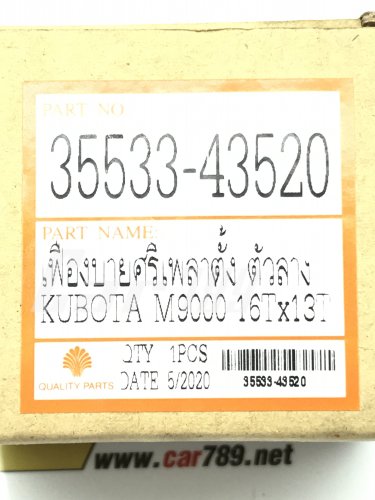 PART NO.
35533-43520
PART NAME
เฟืองบายศรีเพลาตั้ง ตัวล่าง
KUBOTA M9000 16Tx13T
QTY 1PCS
DATE 5/2020
QUALITY PARTS
35533-43520
www.car789.net